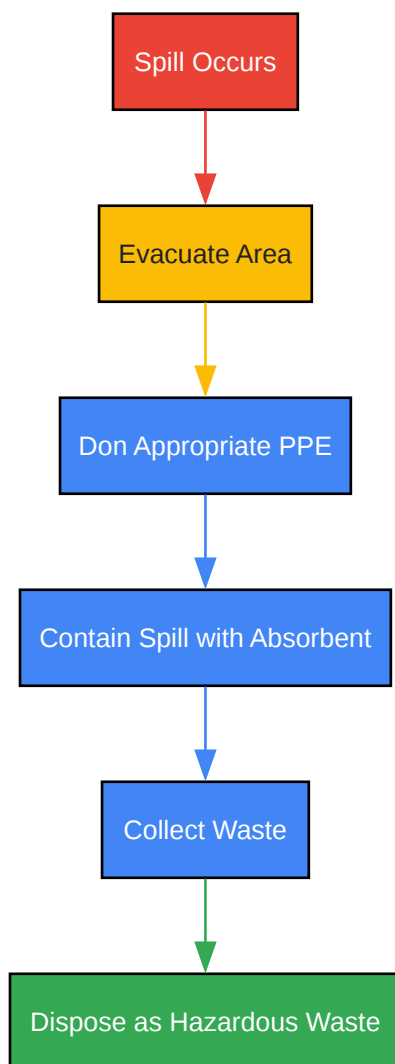 Spill Occurs
Evacuate Area
Don Appropriate PPE
Contain Spill with Absorbent
Collect Waste
Dispose as Hazardous Waste